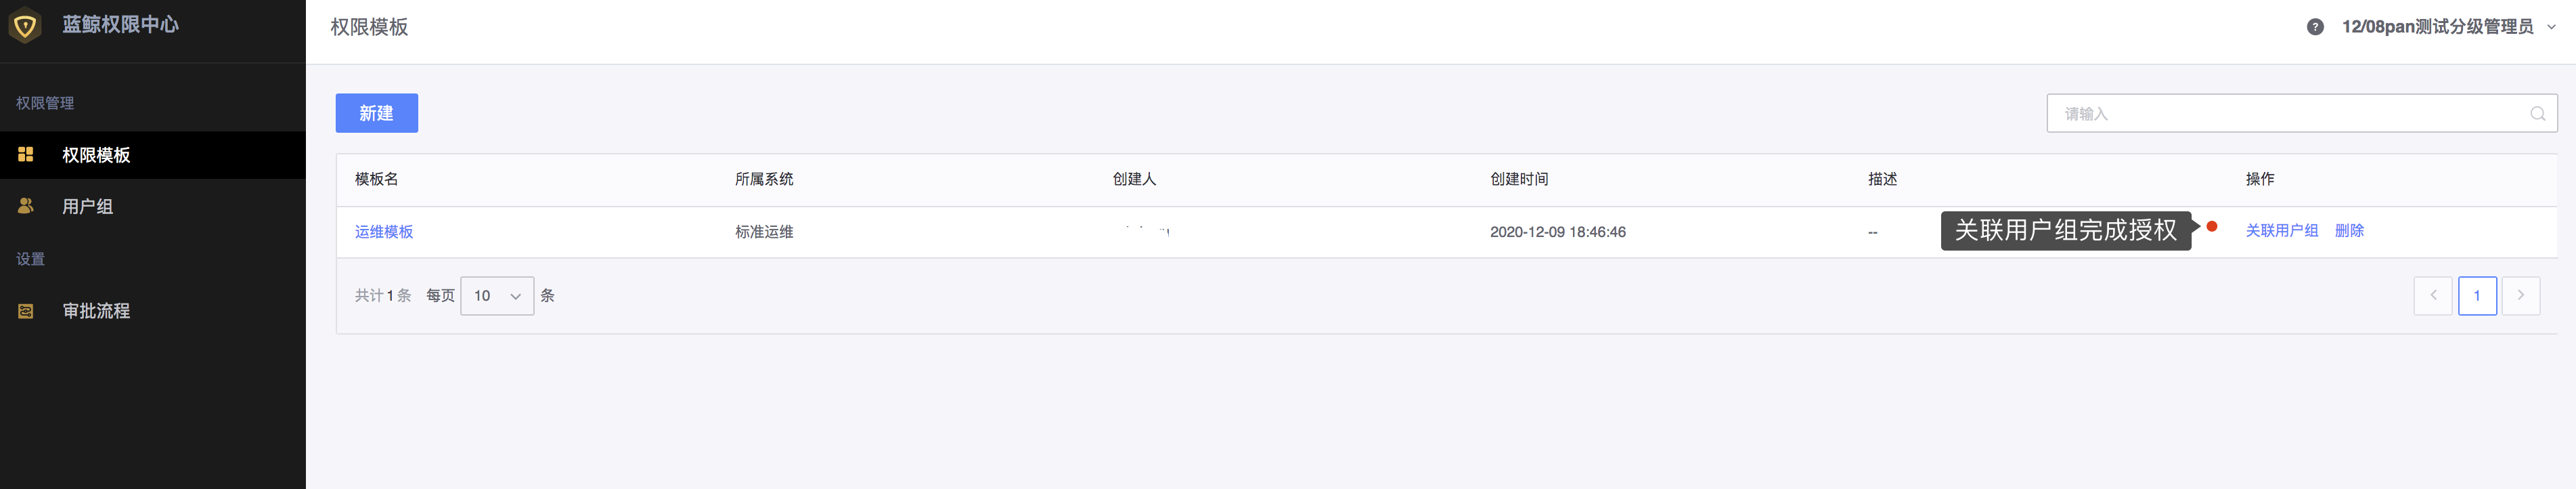 蓝鲸权限中心
权限管理
权限模板
用户组
设置
审批流程
权限模板
12/08pan测试分级管理员
新建
请输入
模板名 所属系统 创建人 创建时间 描述 操作
运维模板 标准运维 2020-12-09 18:46:46 -- 关联用户组完成授权 关联用户组 删除
共计1条 每页 10 条 1